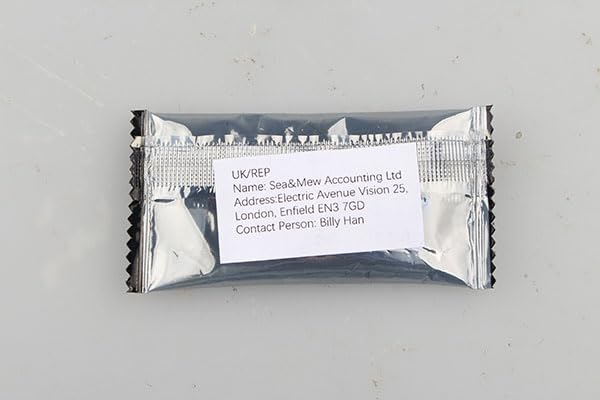 UK/REP
Name: Sea&Mew Accounting Ltd
Address:Electric Avenue Vision 25,
London, Enfield EN3 7GD
Contact Person: Billy Han